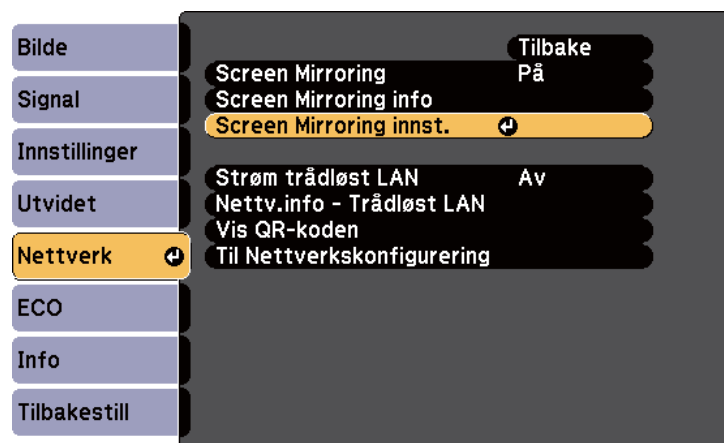 Bilde
Signal
Innstillinger
Utvidet
Nettverk
ECO
Info
Tilbakestill
Tilbake
Screen Mirroring På
Screen Mirroring info
Screen Mirroring innst.
Strøm trådløst LAN Av
Nettv.info - Trådløst LAN
Vis QR-koden
Til Nettverkskonfigurering